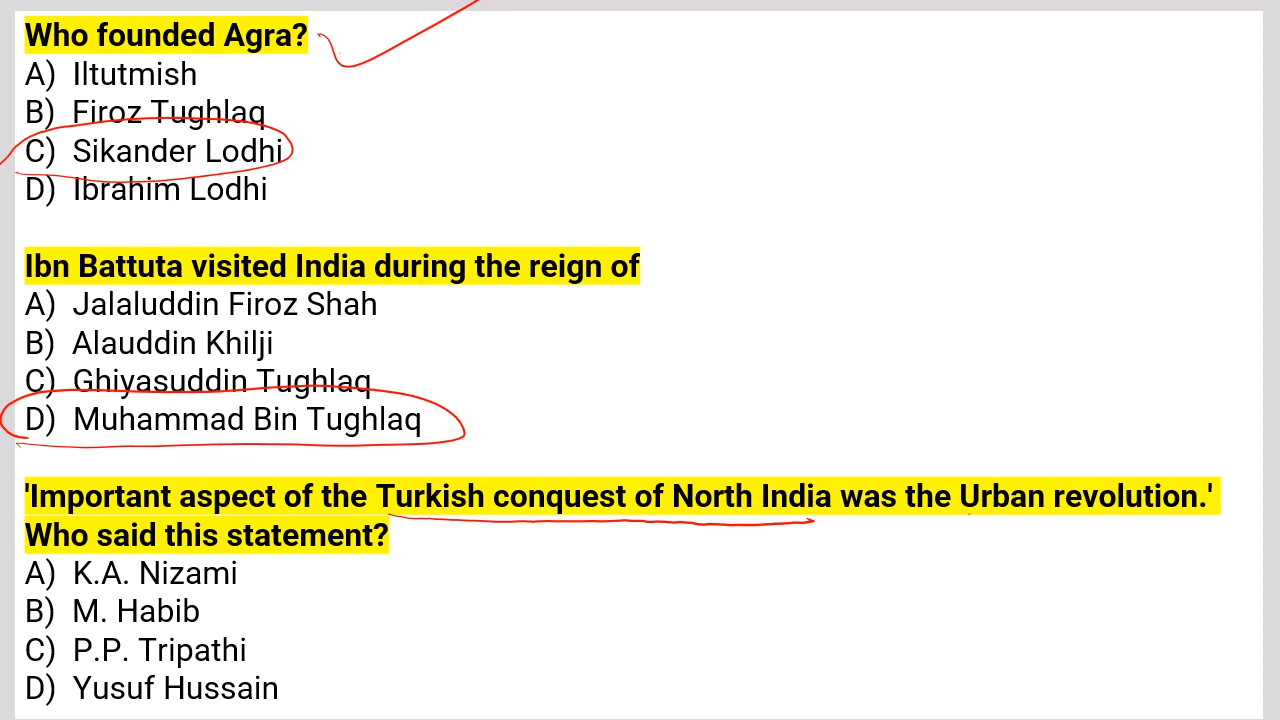 Who founded Agra?
A) Iltutmish
B) Firoz Tughlaq
C) Sikander Lodhi
D) Ibrahim Lodhi
Ibn Battuta visited India during the reign of
A) Jalaluddin Firoz Shah
B) Alauddin Khilji
C) Ghiyasuddin Tughlaq
D) Muhammad Bin Tughlaq
'Important aspect of the Turkish conquest of North India was the Urban revolution.'
Who said this statement?
A) K.A. Nizami
B) M. Habib
C) P.P. Tripathi
D) Yusuf Hussain